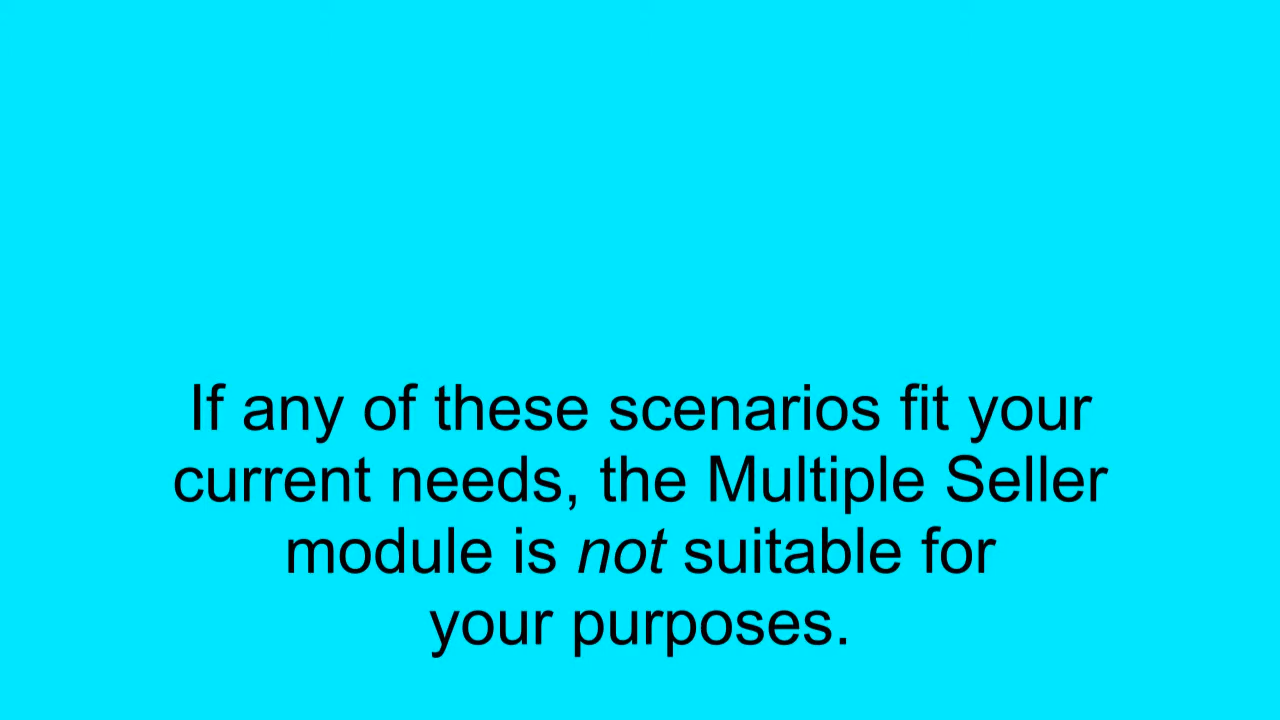 If any of these scenarios fit your
current needs, the Multiple Seller
module is not suitable for
your purposes.